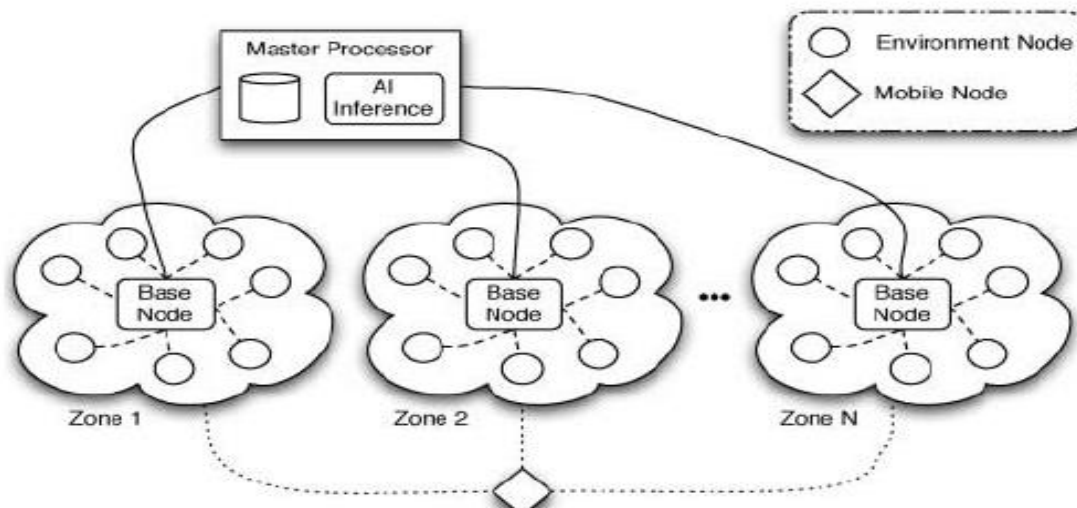 Master Processor
AI
Inference
Environment Node
Mobile Node
Base
Node
Base
Node
...
Base
Node
Zone 1
Zone 2
Zone N